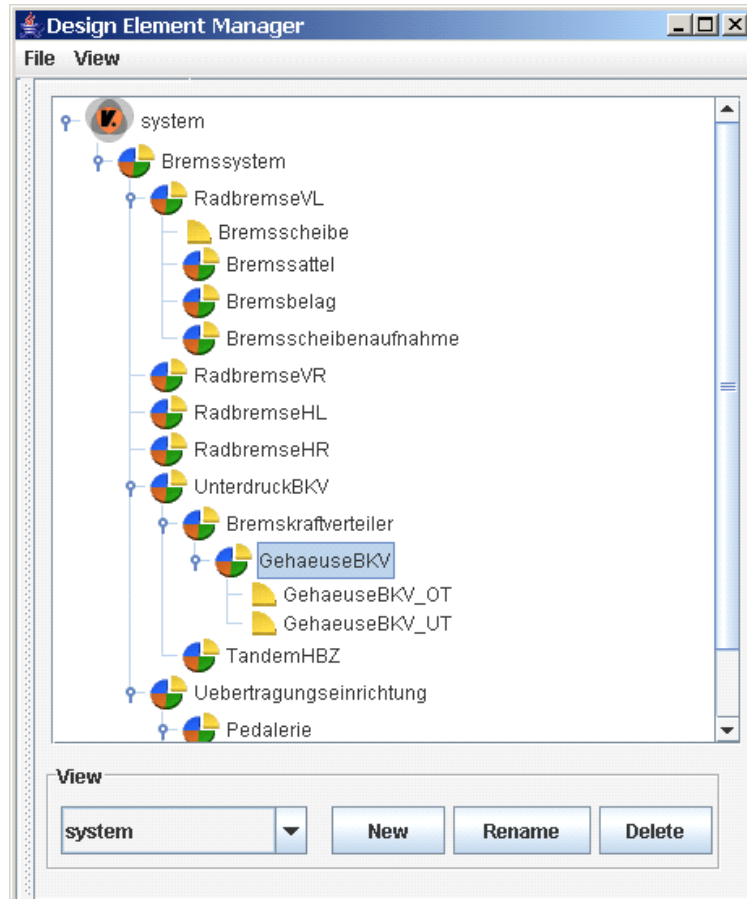 Design Element Manager
File View
system
Bremssystem
RadbremseVL
Bremsscheibe
Bremssattel
Bremsbelag
Bremsscheibenaufnahme
RadbremseVR
RadbremseHL
RadbremseHR
UnterdruckBKV
Bremskraftverteiler
GehaeuseBKV
GehaeuseBKV_OT
GehaeuseBKV_UT
TandemHBZ
Uebertragungseinrichtung
Pedalerie
View
system New Rename Delete